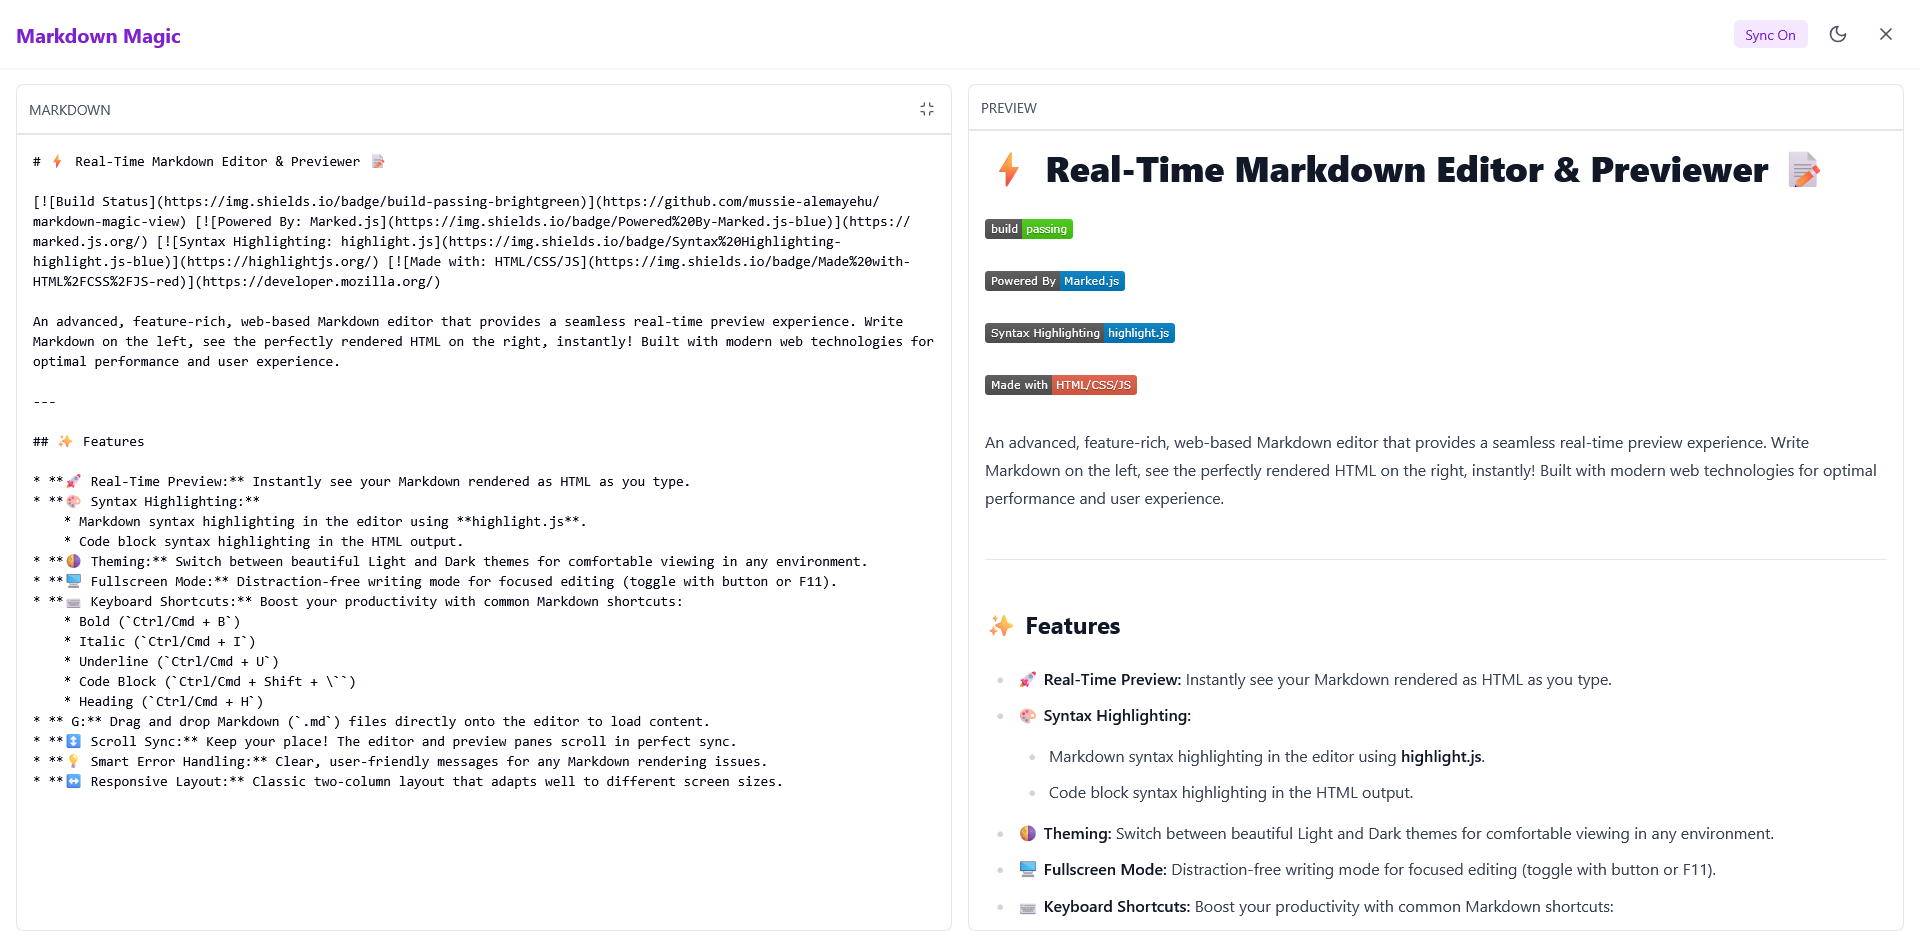 Markdown Magic
Sync On
MARKDOWN
# ⚡ Real-Time Markdown Editor & Previewer 📝
[![Build Status](https://img.shields.io/badge/build-passing-brightgreen)](https://github.com/mussie-alemayehu/
markdown-magic-view) [![Powered By: Marked.js](https://img.shields.io/badge/Powered%20By-Marked.js-blue)](https://
marked.js.org/) [![Syntax Highlighting: highlight.js](https://img.shields.io/badge/Syntax%20Highlighting-
highlight.js-blue)](https://highlightjs.org/) [![Made with: HTML/CSS/JS](https://img.shields.io/badge/Made%20with-
HTML%2FCSS%2FJS-red)](https://developer.mozilla.org/)
An advanced, feature-rich, web-based Markdown editor that provides a seamless real-time preview experience. Write
Markdown on the left, see the perfectly rendered HTML on the right, instantly! Built with modern web technologies for
optimal performance and user experience.
---
## ✨ Features
* **🚀 Real-Time Preview:** Instantly see your Markdown rendered as HTML as you type.
* **🎨 Syntax Highlighting:**
    * Markdown syntax highlighting in the editor using **highlight.js**.
    * Code block syntax highlighting in the HTML output.
* **🌗 Theming:** Switch between beautiful Light and Dark themes for comfortable viewing in any environment.
* **🖥️ Fullscreen Mode:** Distraction-free writing mode for focused editing (toggle with button or F11).
* **⌨️ Keyboard Shortcuts:** Boost your productivity with common Markdown shortcuts:
    * Bold (`Ctrl/Cmd + B`)
    * Italic (`Ctrl/Cmd + I`)
    * Underline (`Ctrl/Cmd + U`)
    * Code Block (`Ctrl/Cmd + Shift + \``)
    * Heading (`Ctrl/Cmd + H`)
* ** G:** Drag and drop Markdown (`.md`) files directly onto the editor to load content.
* **↕️ Scroll Sync:** Keep your place! The editor and preview panes scroll in perfect sync.
* **💡 Smart Error Handling:** Clear, user-friendly messages for any Markdown rendering issues.
* **↔️ Responsive Layout:** Classic two-column layout that adapts well to different screen sizes.
PREVIEW
⚡ Real-Time Markdown Editor & Previewer 📝
build passing
Powered By Marked.js
Syntax Highlighting highlight.js
Made with HTML/CSS/JS
An advanced, feature-rich, web-based Markdown editor that provides a seamless real-time preview experience. Write
Markdown on the left, see the perfectly rendered HTML on the right, instantly! Built with modern web technologies for optimal
performance and user experience.
✨ Features
🚀 Real-Time Preview: Instantly see your Markdown rendered as HTML as you type.
🎨 Syntax Highlighting:
Markdown syntax highlighting in the editor using highlight.js.
Code block syntax highlighting in the HTML output.
🌗 Theming: Switch between beautiful Light and Dark themes for comfortable viewing in any environment.
🖥️ Fullscreen Mode: Distraction-free writing mode for focused editing (toggle with button or F11).
⌨️ Keyboard Shortcuts: Boost your productivity with common Markdown shortcuts: